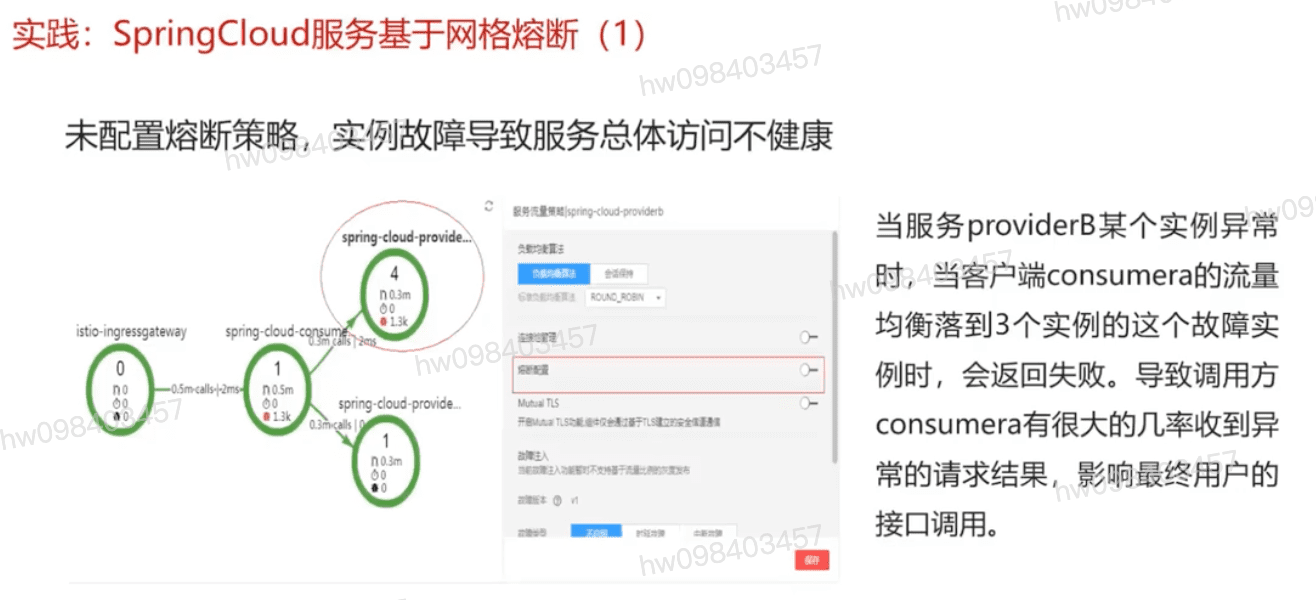 实践：SpringCloud服务基于网格熔断（1）
未配置熔断策略，实例故障导致服务总体访问不健康
spring-cloud-provide...
4
0.3m
0
1.3k
istio-ingressgateway
0
0
0
0
0.5m calls | 2ms
spring-cloud-consume...
1
0.5m
0
1.3k
0.3m calls | 2ms
0.3m calls | 0
spring-cloud-provide...
1
0.3m
0
0
服务流量策略|spring-cloud-providerb
负载均衡算法
负载均衡算法 会话保持
标准负载均衡算法 ROUND_ROBIN
连接池管理
熔断配置
Mutual TLS
开启Mutual TLS功能,组件仅会通过基于TLS建立的安全信道通信
故障注入
当前故障注入功能暂时不支持基于流量比例的灰度发布
故障版本 v1
故障类型 不启用 时延故障 中断故障
保存
当服务providerB某个实例异常
时，当客户端consumera的流量
均衡落到3个实例的这个故障实
例时，会返回失败。导致调用方
consumera有很大的几率收到异
常的请求结果，影响最终用户的
接口调用。
hw098403457
hw098403457
hw098403457
hw098403457
hw098403457
hw098403457
hw098403457